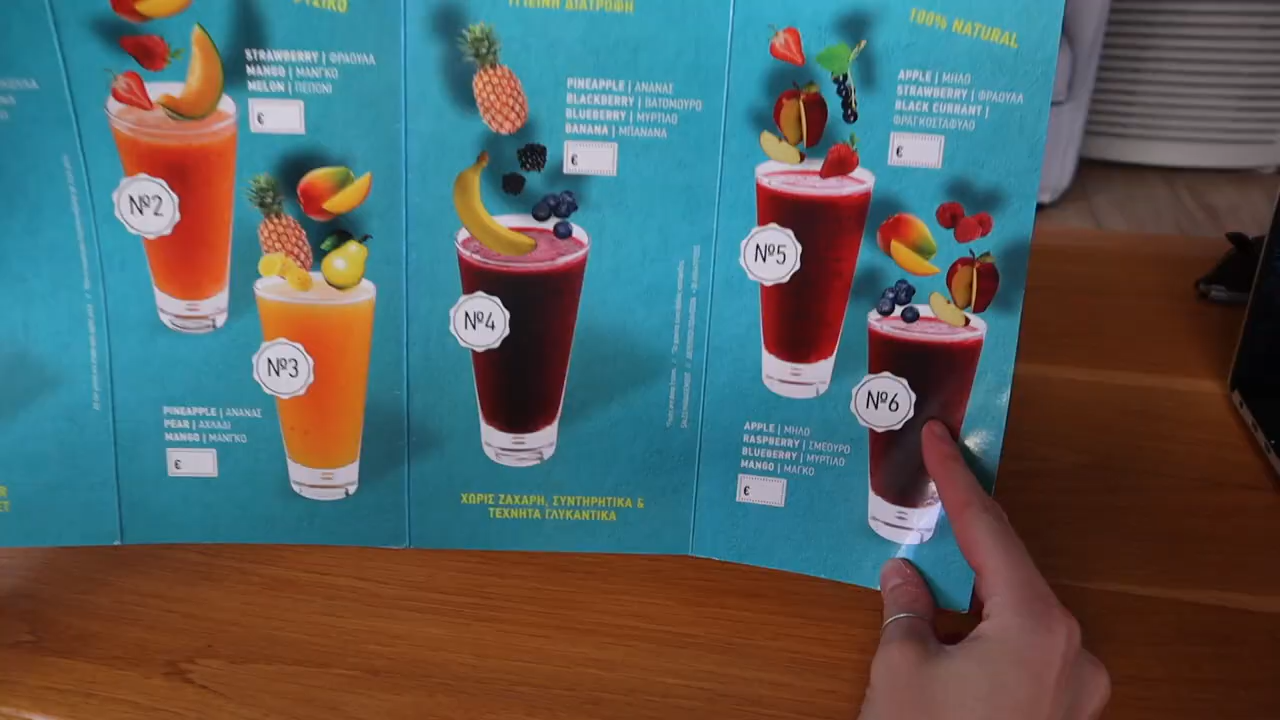 ΥΓΙΕΙΝΗ ΔΙΑΤΡΟΦΗ
100% NATURAL
STRAWBERRY | ΦΡΑΟΥΛΑ
MANGO | ΜΑΝΓΚΟ
MELON | ΠΕΠΟΝΙ
€
Nº2
Nº3
PINEAPPLE | ΑΝΑΝΑΣ
PEAR | ΑΧΛΑΔΙ
MANGO | ΜΑΝΓΚΟ
€
PINEAPPLE | ΑΝΑΝΑΣ
BLACKBERRY | ΒΑΤΟΜΟΥΡΟ
BLUEBERRY | ΜΥΡΤΙΛΟ
BANANA | ΜΠΑΝΑΝΑ
€
Nº4
ΧΩΡΙΣ ΖΑΧΑΡΗ, ΣΥΝΤΗΡΗΤΙΚΑ &
ΤΕΧΝΗΤΑ ΓΛΥΚΑΝΤΙΚΑ
APPLE | ΜΗΛΟ
STRAWBERRY | ΦΡΑΟΥΛΑ
BLACK CURRANT |
ΦΡΑΓΚΟΣΤΑΦΥΛΟ
€
Nº5
Nº6
APPLE | ΜΗΛΟ
RASPBERRY | ΣΜΕΟΥΡΟ
BLUEBERRY | ΜΥΡΤΙΛΟ
MANGO | ΜΑΓΚΟ
€